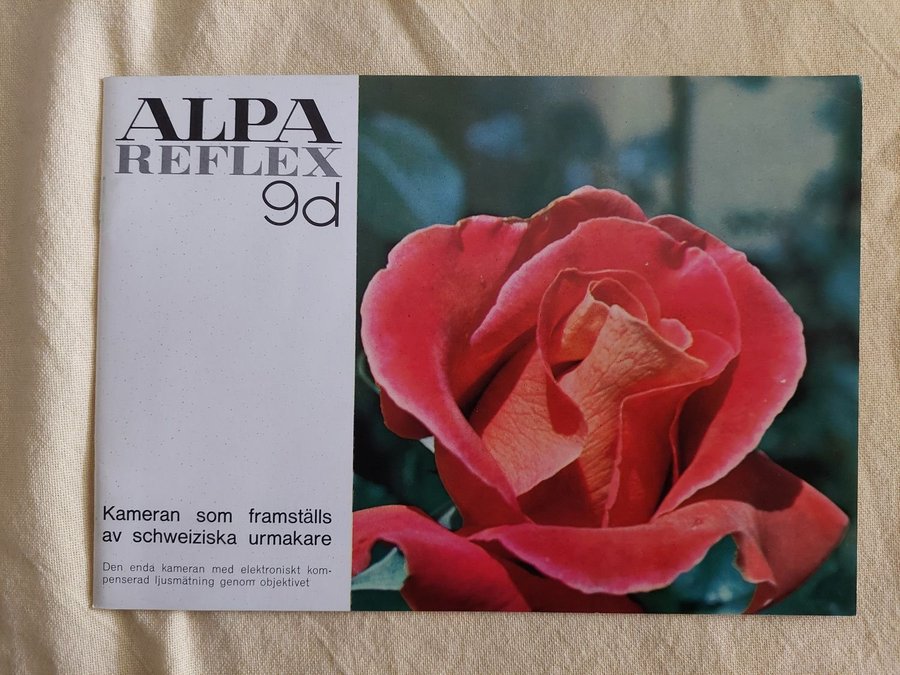 ALPA
REFLEX
9d
Kameran som framställs
av schweiziska urmakare
Den enda kameran med elektroniskt kom-
penserad ljusmätning genom objektivet